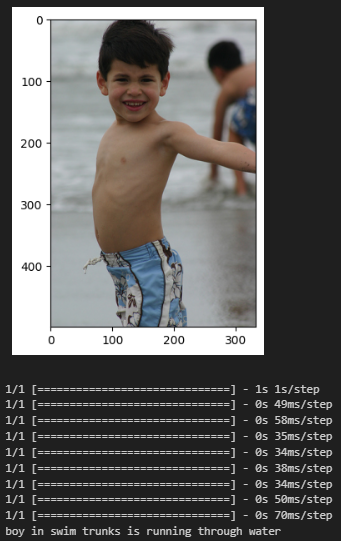 0
100
200
300
400
0 100 200 300
1/1 [==============================] - 1s 1s/step
1/1 [==============================] - 0s 49ms/step
1/1 [==============================] - 0s 58ms/step
1/1 [==============================] - 0s 35ms/step
1/1 [==============================] - 0s 34ms/step
1/1 [==============================] - 0s 38ms/step
1/1 [==============================] - 0s 34ms/step
1/1 [==============================] - 0s 50ms/step
1/1 [==============================] - 0s 70ms/step
boy in swim trunks is running through water